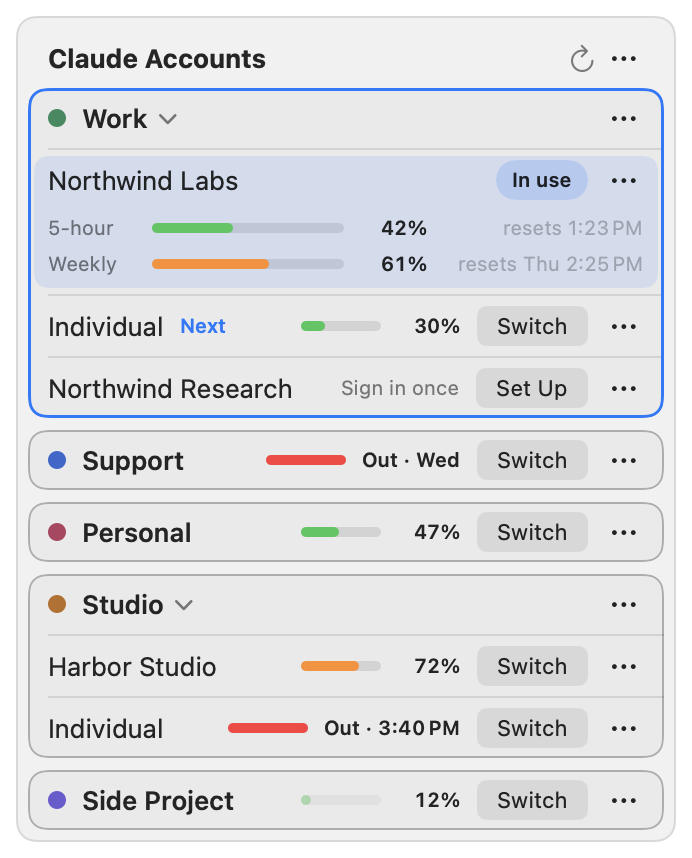 Claude Accounts
Work
Northwind Labs In use
5-hour 42% resets 1:23 PM
Weekly 61% resets Thu 2:25 PM
Individual Next 30% Switch
Northwind Research Sign in once Set Up
Support Out · Wed Switch
Personal 47% Switch
Studio
Harbor Studio 72% Switch
Individual Out · 3:40 PM Switch
Side Project 12% Switch